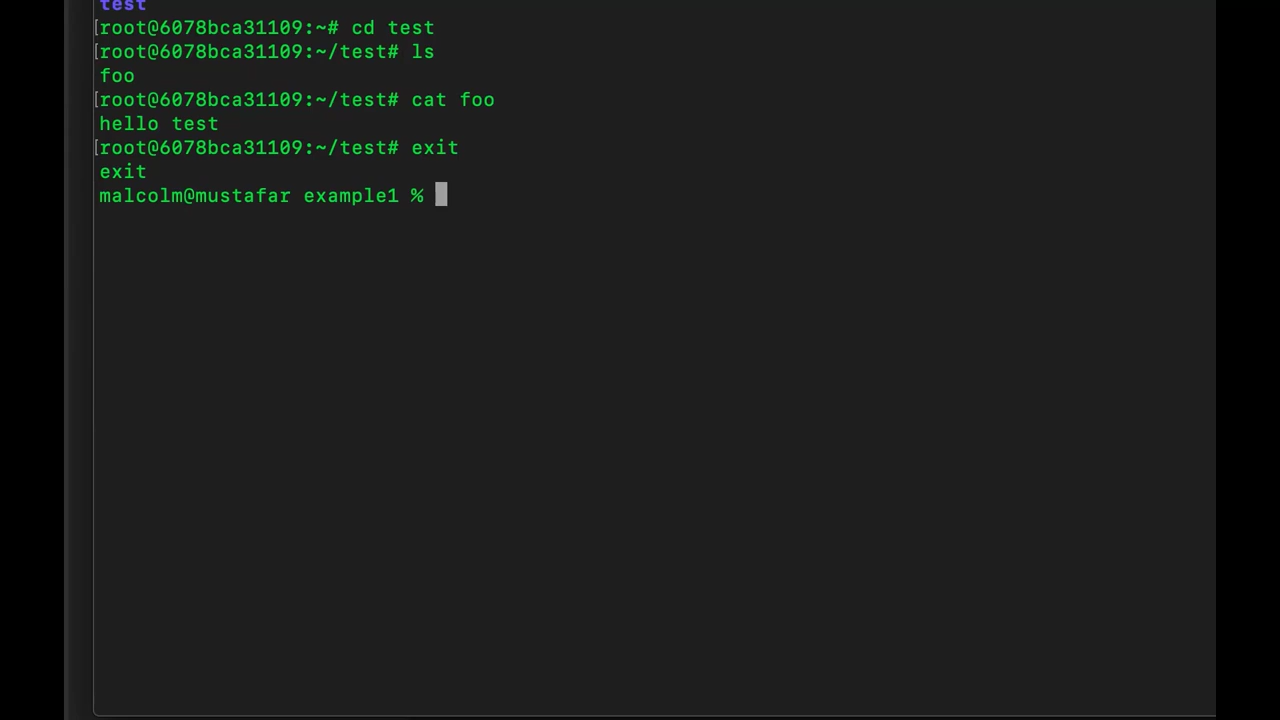 test
[root@6078bca31109:~# cd test
[root@6078bca31109:~/test# ls
foo
[root@6078bca31109:~/test# cat foo
hello test
[root@6078bca31109:~/test# exit
exit
malcolm@mustafar example1 %